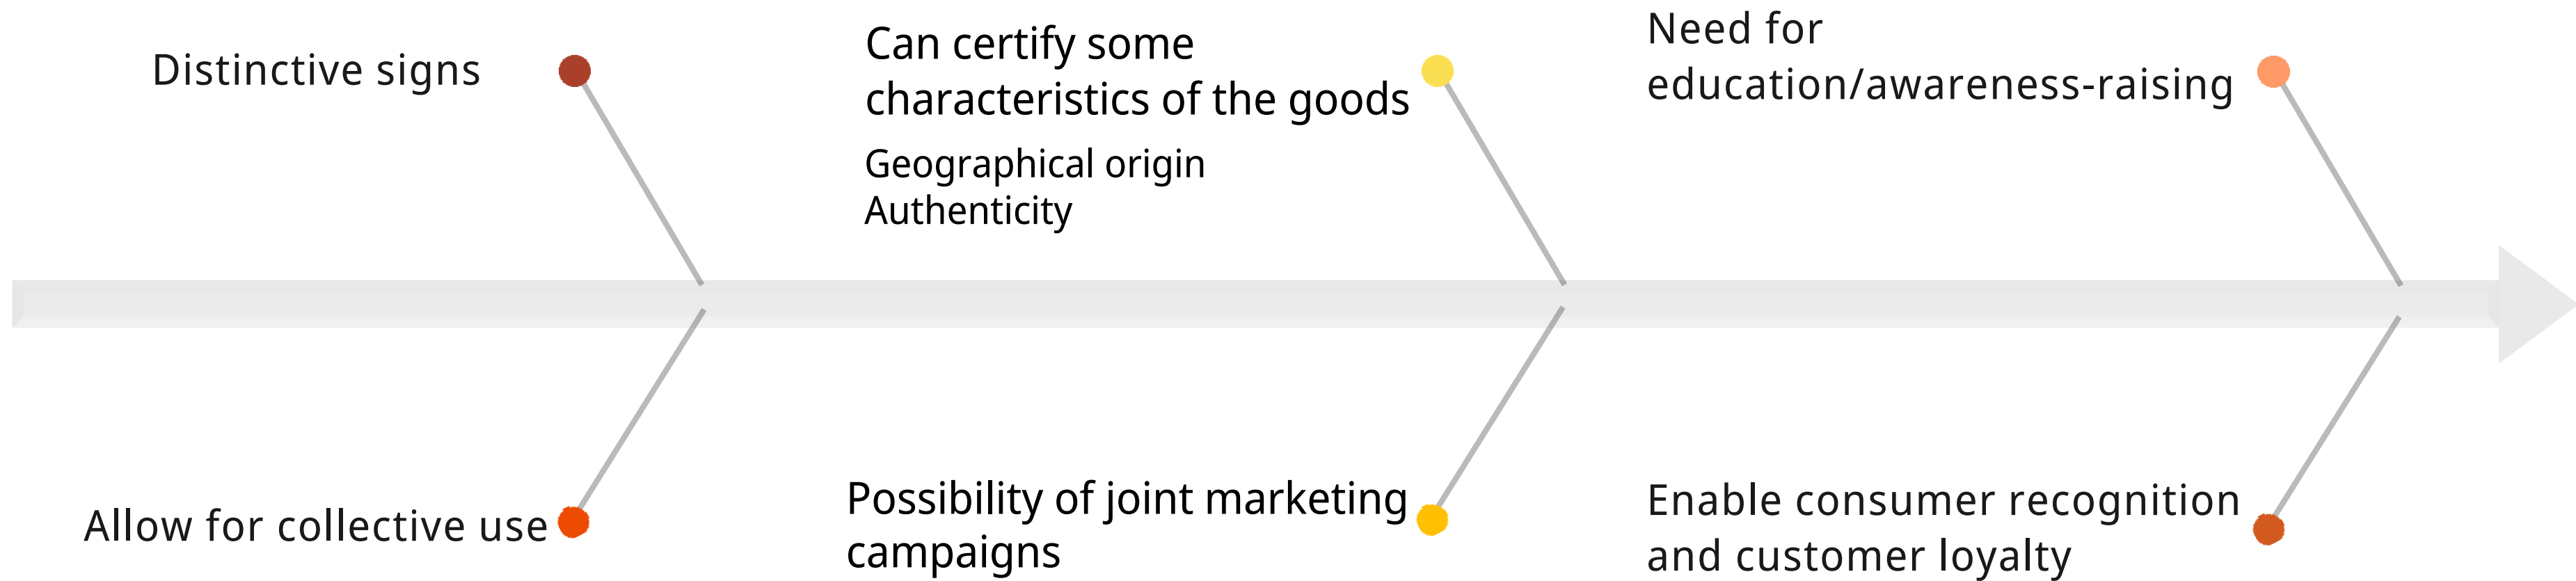 Distinctive signs
Can certify some
characteristics of the goods
Geographical origin
Authenticity
Need for
education/awareness-raising
Allow for collective use
Possibility of joint marketing
campaigns
Enable consumer recognition
and customer loyalty